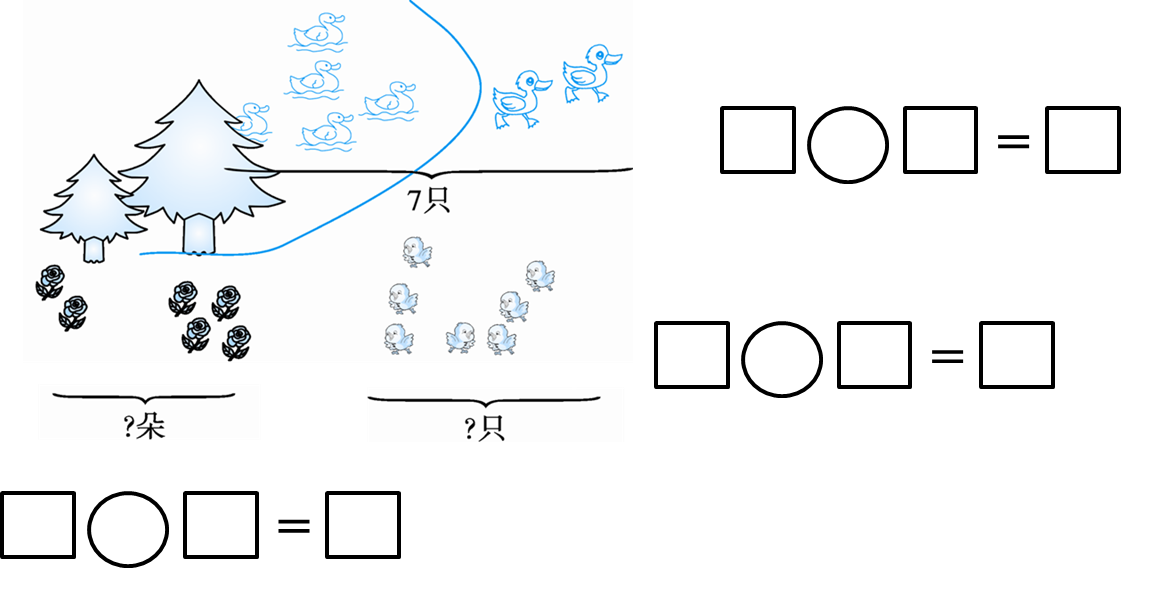 7只
=
=
?朵
?只
=